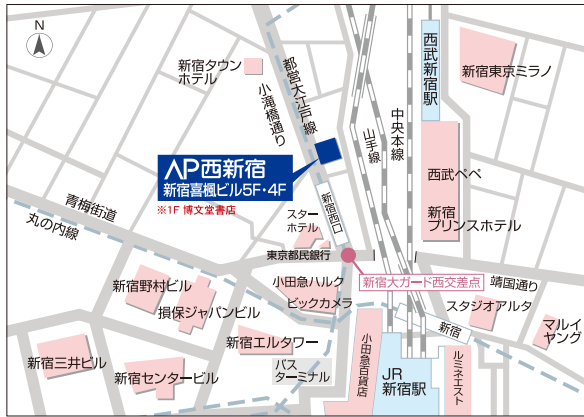 N
新宿タウン
ホテル
都営大江戸線
小滝橋通り
西武新宿駅
新宿東京ミラノ
山手線
中央本線
AP西新宿
新宿喜楓ビル5F・4F
※1F 博文堂書店
西武ペペ
新宿
プリンスホテル
青梅街道
丸の内線
新宿西口
スター
ホテル
東京都民銀行
新宿大ガード西交差点
靖国通り
新宿野村ビル
損保ジャパンビル
小田急ハルク
ビックカメラ
スタジオアルタ
新宿
マルイ
ヤング
新宿三井ビル
新宿センタービル
新宿エルタワー
バス
ターミナル
小田急百貨店
JR
新宿駅
ルミネエスト